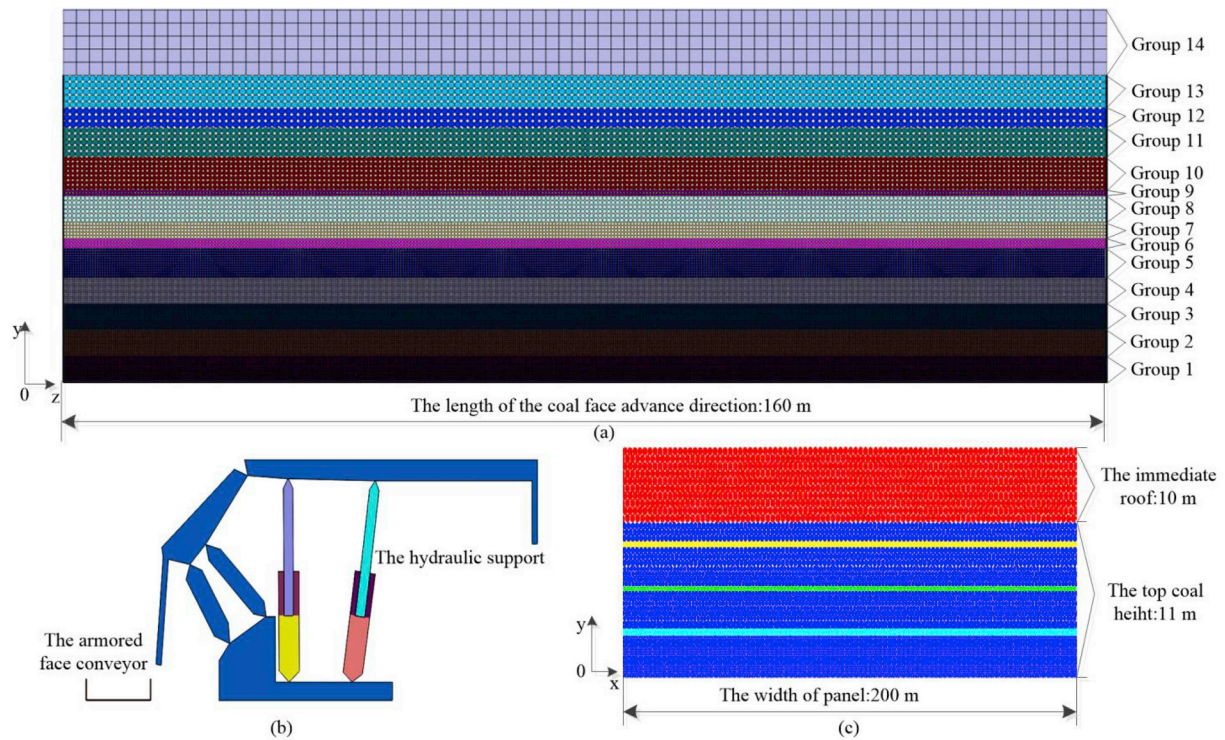 Group 14
Group 13
Group 12
Group 11
Group 10
Group 9
Group 8
Group 7
Group 6
Group 5
Group 4
Group 3
Group 2
Group 1
y
0
z
The length of the coal face advance direction:160 m
(a)
The hydraulic support
The armored
face conveyor
(b)
The immediate
roof:10 m
The top coal
heiht:11 m
y
0
x
The width of panel:200 m
(c)